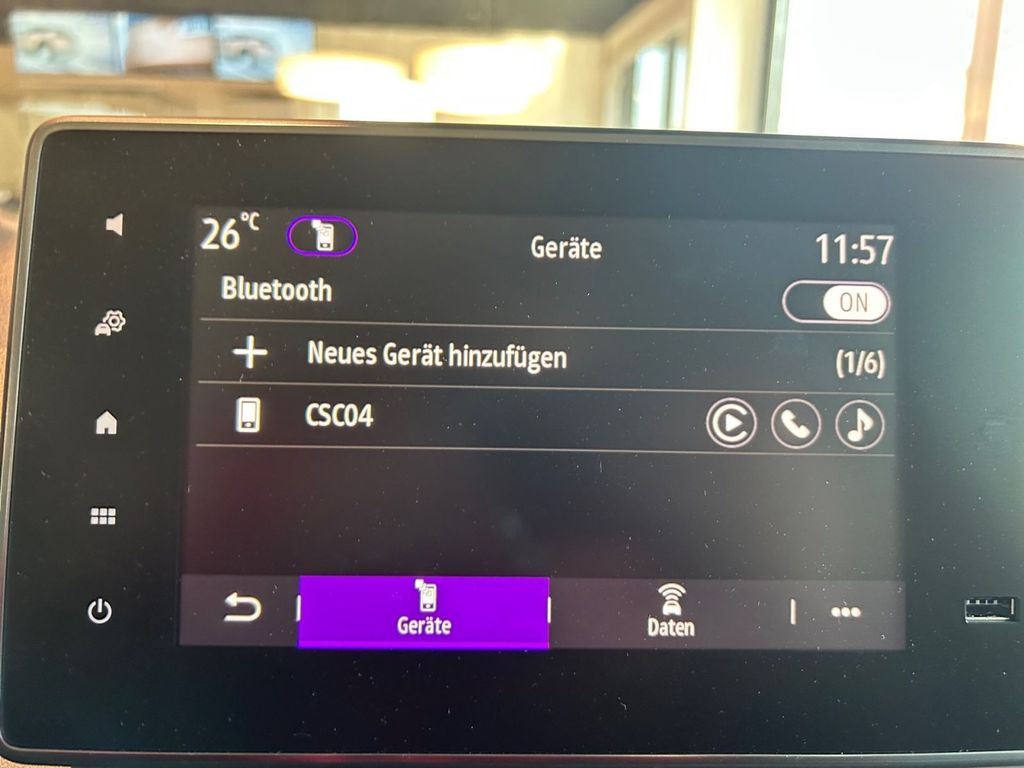 26 °C
Geräte
11:57
Bluetooth
ON
Neues Gerät hinzufügen
(1/6)
CSC04
Geräte
Daten